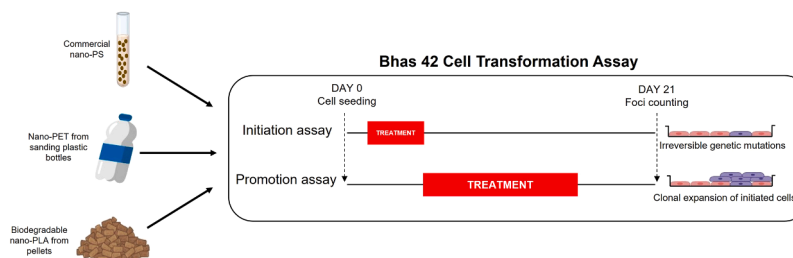 Commercial
nano-PS
Nano-PET from
sanding plastic
bottles
Biodegradable
nano-PLA from
pellets
Bhas 42 Cell Transformation Assay
DAY 0
Cell seeding
DAY 21
Foci counting
Initiation assay
TREATMENT
Irreversible genetic mutations
Promotion assay
TREATMENT
Clonal expansion of initiated cells